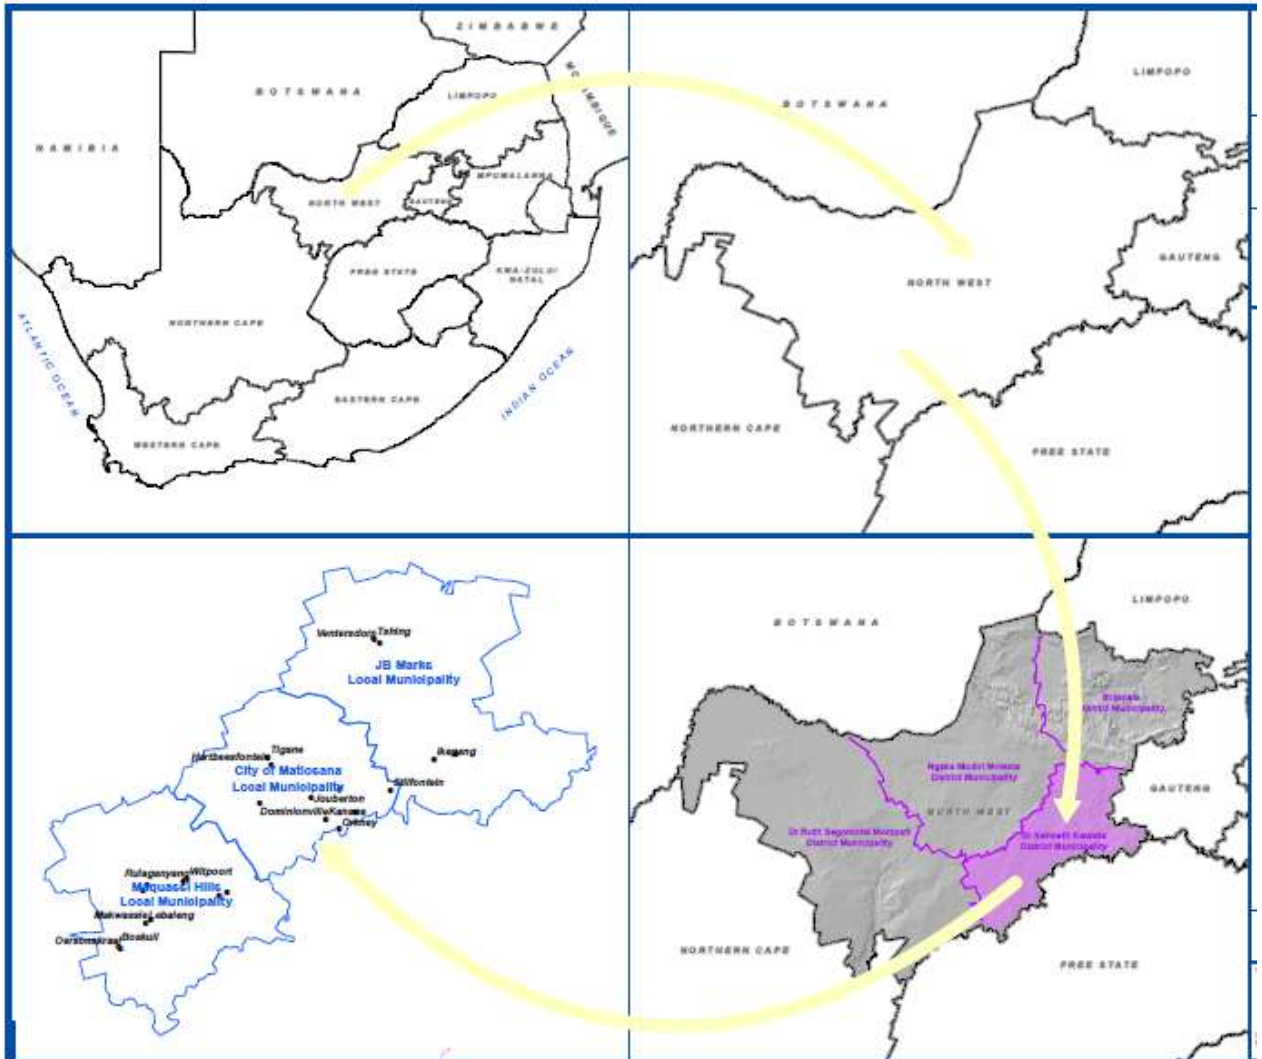 ZIMBABWE
BOTSWANA
LIMPOPO
NAMIBIA
MPUMALANGA
NORTH WEST
GAUTENG
FREE STATE
KWA-ZULU/
NATAL
NORTHERN CAPE
ATLANTIC OCEAN
INDIAN OCEAN
EASTERN CAPE
WESTERN CAPE
LIMPOPO
BOTSWANA
GAUTENG
NORTH WEST
NORTHERN CAPE
FREE STATE
Ventersdorp Tshing
JB Marks
Local Municipality
Tigane
Hartbeesfontein
Ikageng
City of Matlosana
Local Municipality
Stilfontein
Jouberton
Dominionville Kanana
Orkney
Rulaganyang Witpoort
Maquassi Hills
Local Municipality
Makwassie Lebaleng
Boskuil
LIMPOPO
BOTSWANA
District Municipality
Ngaka Modiri Molema
District Municipality
GAUTENG
NORTH WEST
Dr Ruth Segomotsi Mompati
District Municipality
Dr Kenneth Kaunda
District Municipality
NORTHERN CAPE
FREE STATE